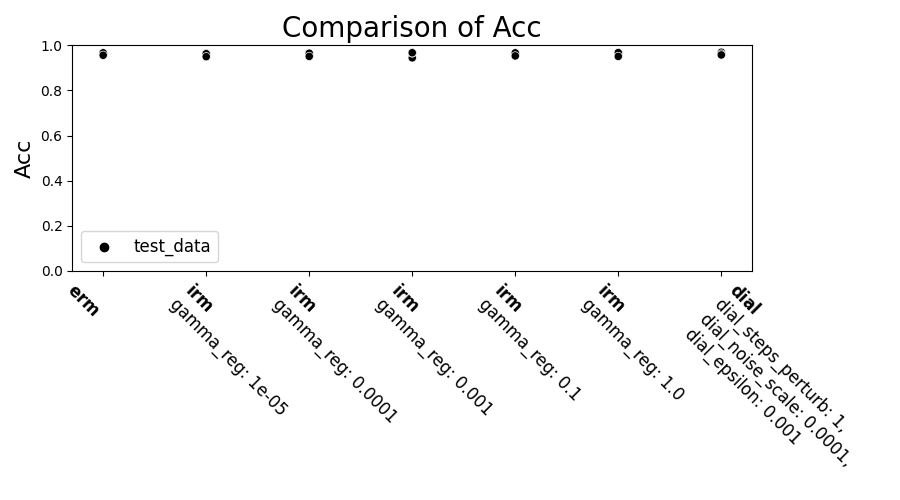 Comparison of Acc
Acc
1.0
0.8
0.6
0.4
0.2
0.0
test_data
erm
irm
gamma_reg: 1e-05
irm
gamma_reg: 0.0001
irm
gamma_reg: 0.001
irm
gamma_reg: 0.1
irm
gamma_reg: 1.0
dial
dial_steps_perturb: 1,
dial_noise_scale: 0.0001,
dial_epsilon: 0.001